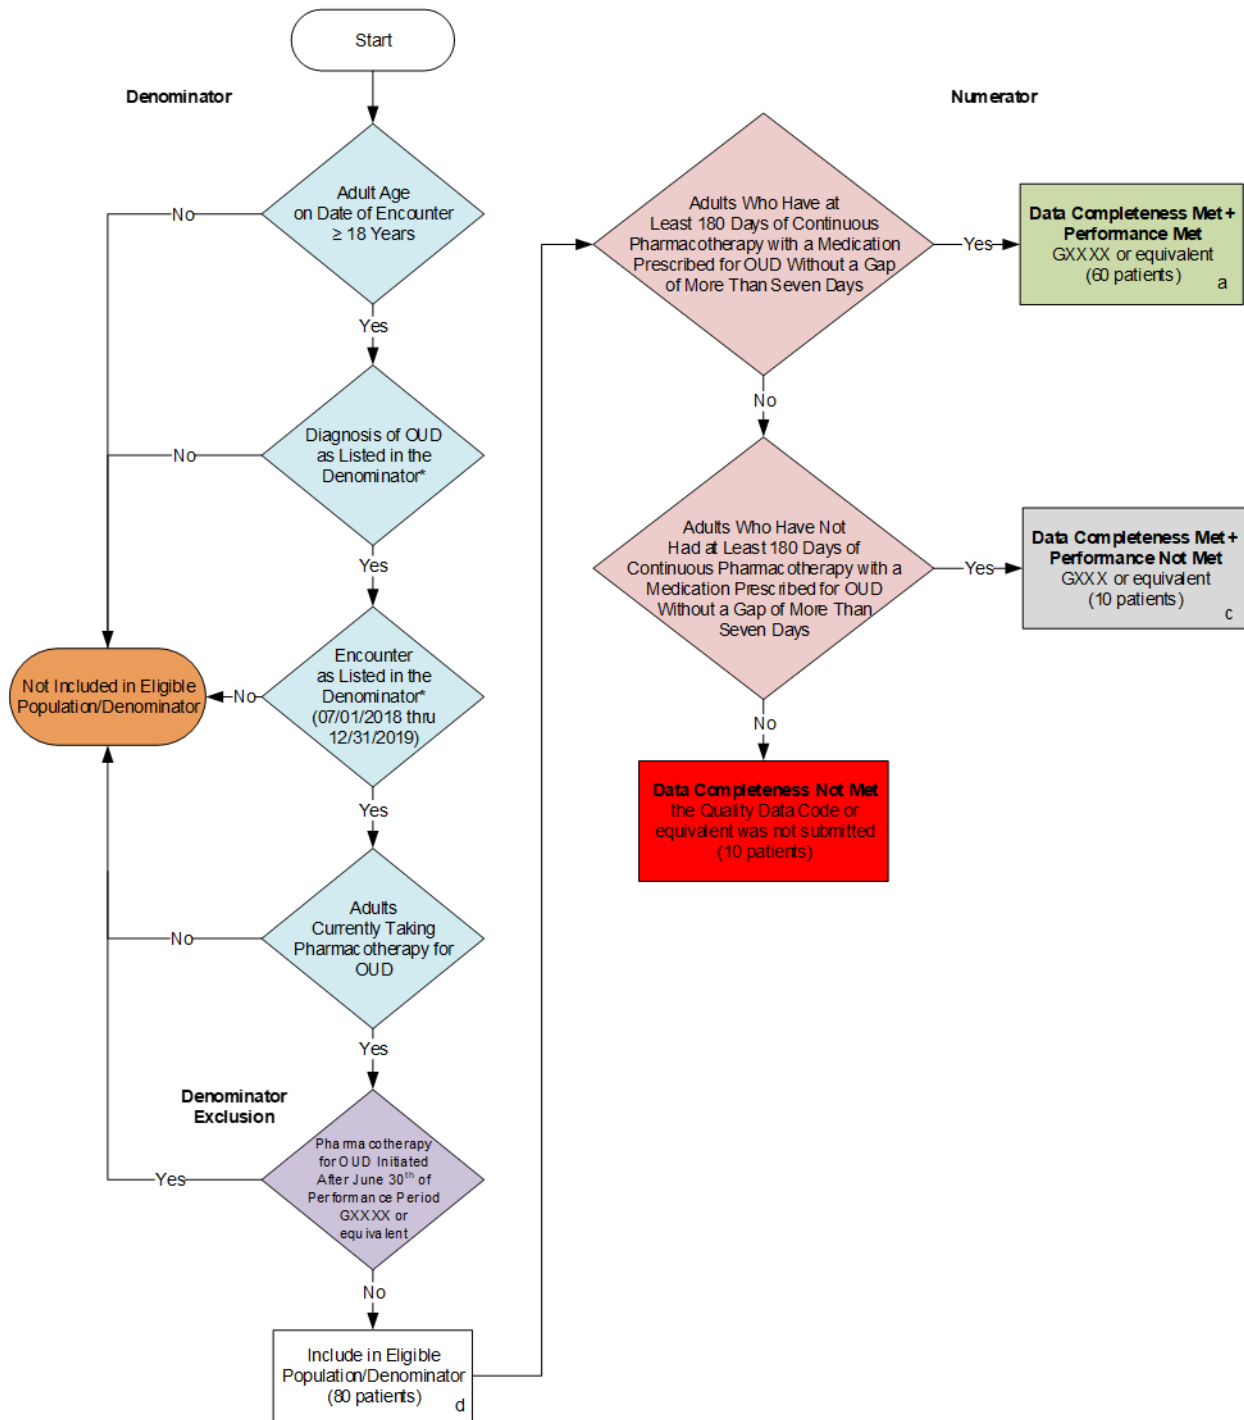 Start
Denominator
Adult Age
on Date of Encounter
≥ 18 Years
No
Yes
Diagnosis of OUD
as Listed in the
Denominator*
No
Yes
Encounter
as Listed in the
Denominator*
(07/01/2018 thru
12/31/2019)
No
Not Included in Eligible
Population/Denominator
Yes
Adults
Currently Taking
Pharmacotherapy for
OUD
No
Yes
Denominator
Exclusion
Pharmacotherapy
for OUD Initiated
After June 30th of
Performance Period
GXXXX or
equivalent
Yes
No
Include in Eligible
Population/Denominator
(80 patients)
d
Numerator
Adults Who Have at
Least 180 Days of Continuous
Pharmacotherapy with a Medication
Prescribed for OUD Without a Gap
of More Than Seven Days
Yes
Data Completeness Met +
Performance Met
GXXXX or equivalent
(60 patients)
a
No
Adults Who Have Not
Had at Least 180 Days of
Continuous Pharmacotherapy with a
Medication Prescribed for OUD
Without a Gap of More Than
Seven Days
Yes
Data Completeness Met +
Performance Not Met
GXXX or equivalent
(10 patients)
c
No
Data Completeness Not Met
the Quality Data Code or
equivalent was not submitted
(10 patients)